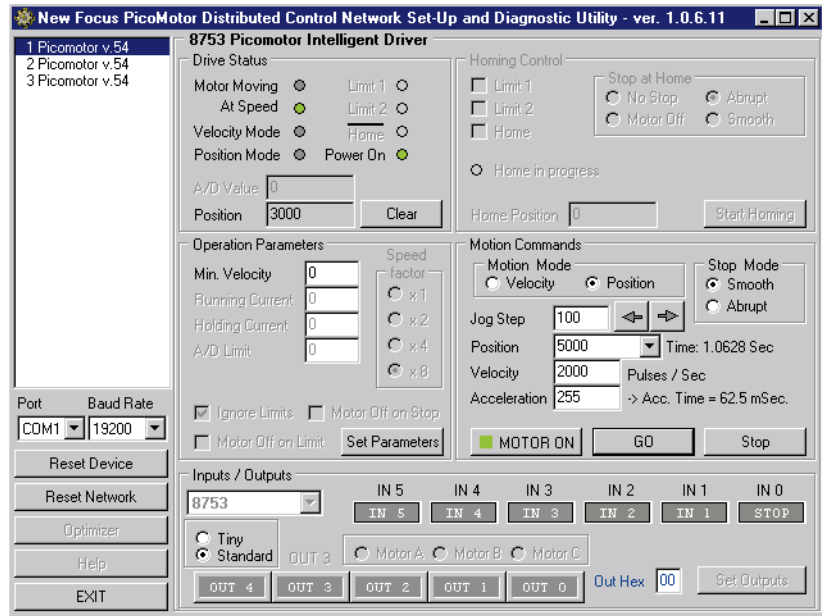 New Focus PicoMotor Distributed Control Network Set-Up and Diagnostic Utility - ver. 1.0.6.11
1 Picomotor v.54
2 Picomotor v.54
3 Picomotor v.54
Port Baud Rate
COM1 19200
Reset Device
Reset Network
Optimizer
Help
EXIT
8753 Picomotor Intelligent Driver
Drive Status
Motor Moving Limit 1
At Speed Limit 2
Velocity Mode Home
Position Mode Power On
A/D Value 0
Position 3000 Clear
Homing Control
Limit 1
Limit 2
Home
Stop at Home
No Stop Abrupt
Motor Off Smooth
Home in progress
Home Position 0 Start Homing
Operation Parameters
Min. Velocity 0
Running Current 0
Holding Current 0
A/D Limit 0
Speed
factor
x 1
x 2
x 4
x 8
Ignore Limits Motor Off on Stop
Motor Off on Limit Set Parameters
Motion Commands
Motion Mode
Velocity Position
Stop Mode
Smooth
Abrupt
Jog Step 100
Position 5000 Time: 1.0628 Sec
Velocity 2000 Pulses / Sec
Acceleration 255 -> Acc. Time = 62.5 mSec.
MOTOR ON GO Stop
Inputs / Outputs
8753
IN 5 IN 4 IN 3 IN 2 IN 1 IN 0
IN 5 IN 4 IN 3 IN 2 IN 1 STOP
Tiny
Standard
OUT 3 Motor A Motor B Motor C
OUT 4 OUT 3 OUT 2 OUT 1 OUT 0 Out Hex 00 Set Outputs